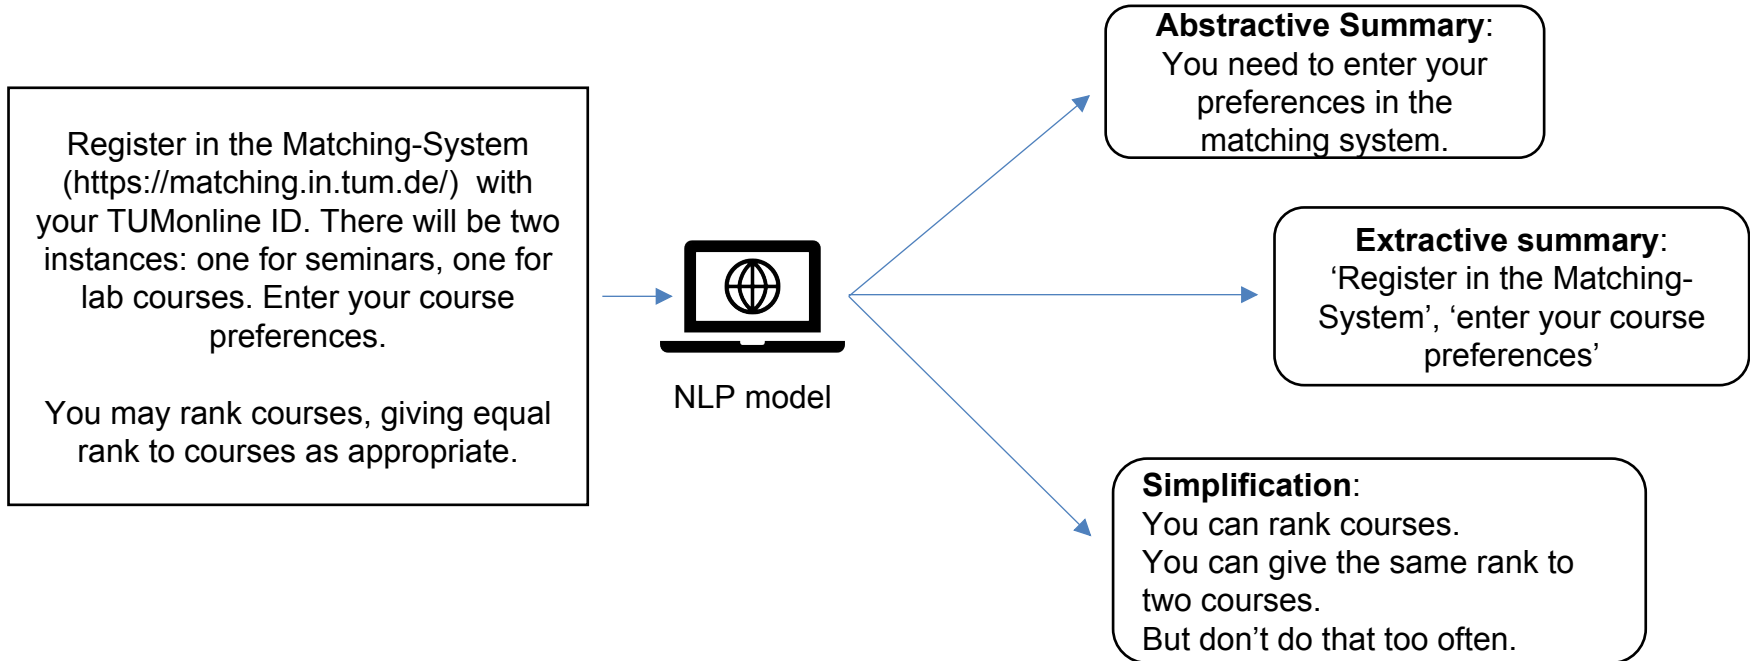 Register in the Matching-System
(https://matching.in.tum.de/)  with
your TUMonline ID. There will be two
instances: one for seminars, one for
lab courses. Enter your course
preferences.
You may rank courses, giving equal
rank to courses as appropriate.
NLP model
Abstractive Summary:
You need to enter your
preferences in the
matching system.
Extractive summary:
‘Register in the Matching-
System’, ‘enter your course
preferences’
Simplification:
You can rank courses.
You can give the same rank to
two courses.
But don’t do that too often.